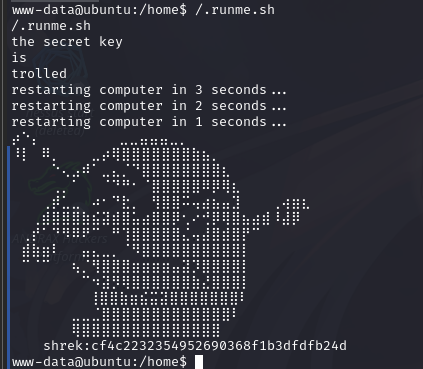 www-data@ubuntu:/home$ /.runme.sh
/.runme.sh
the secret key
is
trolled
restarting computer in 3 seconds...
restarting computer in 2 seconds...
restarting computer in 1 seconds...
shrek:cf4c2232354952690368f1b3dfdfb24d
www-data@ubuntu:/home$